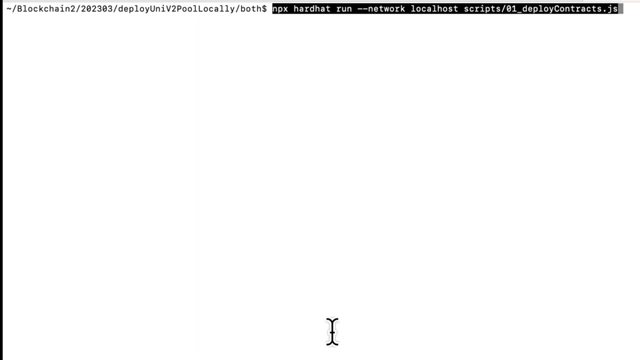 ~/Blockchain2/202303/deployUniV2PoolLocally/both$ npx hardhat run --network localhost scripts/01_deployContracts.js